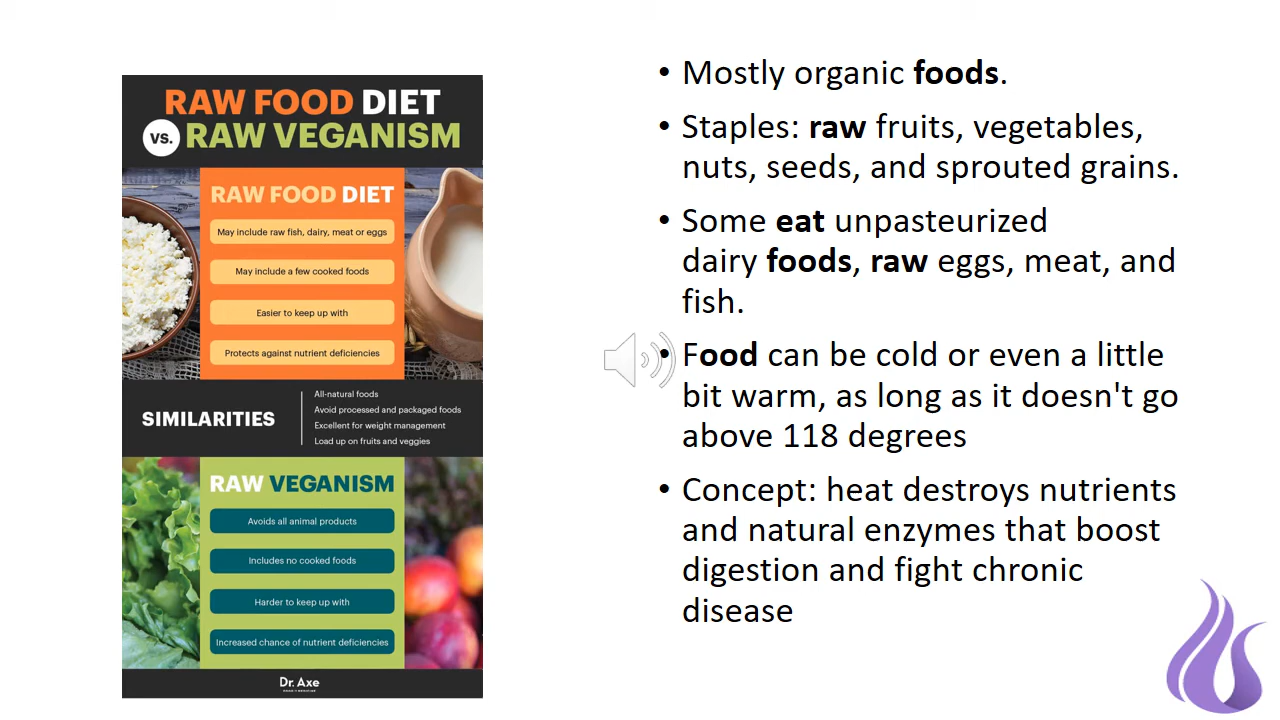 RAW FOOD DIET
vs. RAW VEGANISM
RAW FOOD DIET
May include raw fish, dairy, meat or eggs
May include a few cooked foods
Easier to keep up with
Protects against nutrient deficiencies
SIMILARITIES
All-natural foods
Avoid processed and packaged foods
Excellent for weight management
Load up on fruits and veggies
RAW VEGANISM
Avoids all animal products
Includes no cooked foods
Harder to keep up with
Increased chance of nutrient deficiencies
Dr. Axe
• Mostly organic foods.
• Staples: raw fruits, vegetables,
nuts, seeds, and sprouted grains.
• Some eat unpasteurized
dairy foods, raw eggs, meat, and
fish.
• Food can be cold or even a little
bit warm, as long as it doesn't go
above 118 degrees
• Concept: heat destroys nutrients
and natural enzymes that boost
digestion and fight chronic
disease